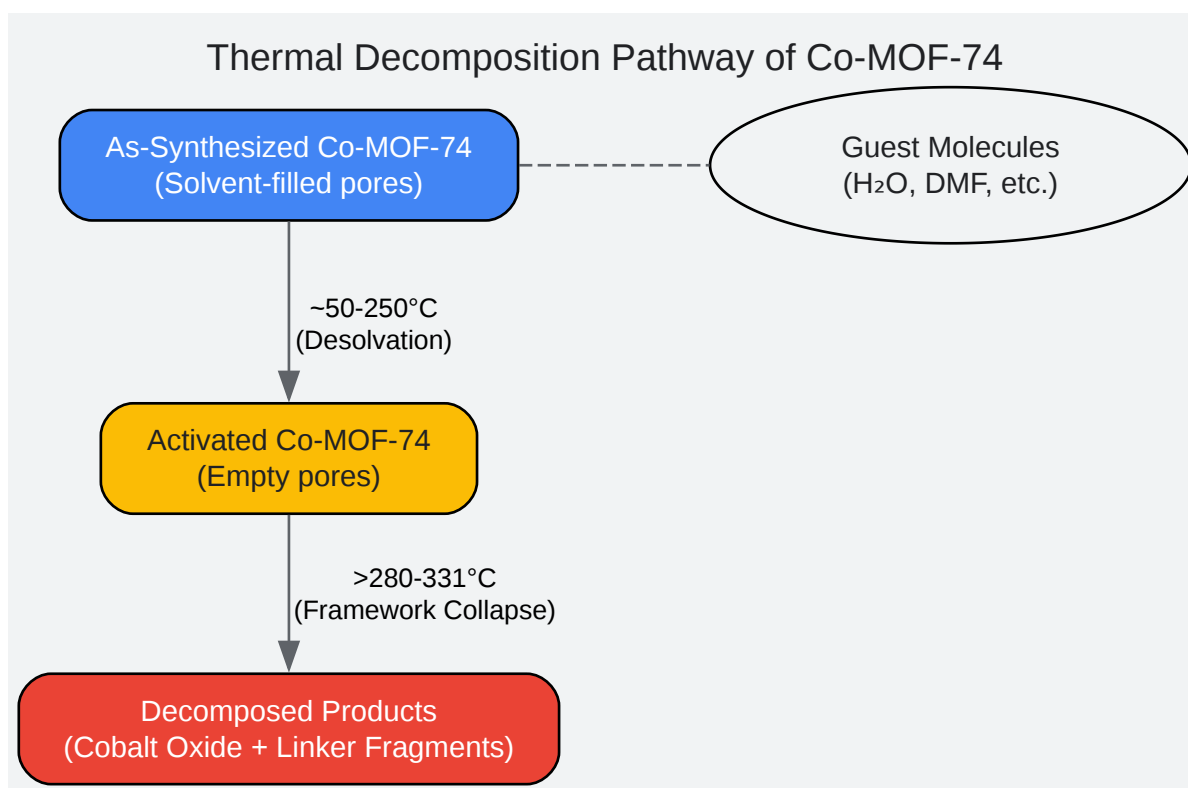 Thermal Decomposition Pathway of Co-MOF-74
As-Synthesized Co-MOF-74
(Solvent-filled pores)
Guest Molecules
(H₂O, DMF, etc.)
~50-250°C
(Desolvation)
Activated Co-MOF-74
(Empty pores)
>280-331°C
(Framework Collapse)
Decomposed Products
(Cobalt Oxide + Linker Fragments)